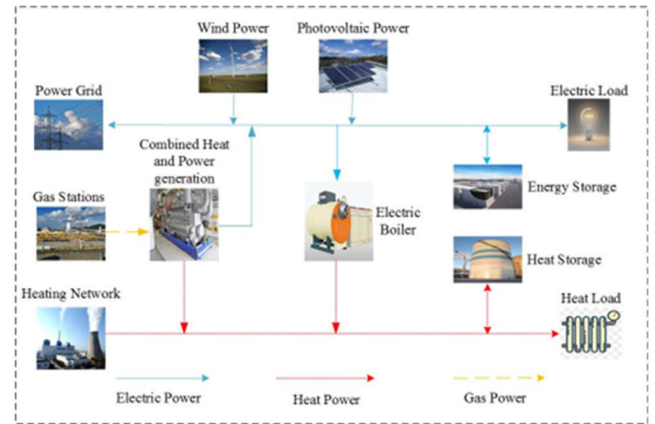 Wind Power
Photovoltaic Power
Power Grid
Electric Load
Combined Heat
and Power
generation
Gas Stations
Electric
Boiler
Energy Storage
Heat Storage
Heating Network
Heat Load
Electric Power
Heat Power
Gas Power